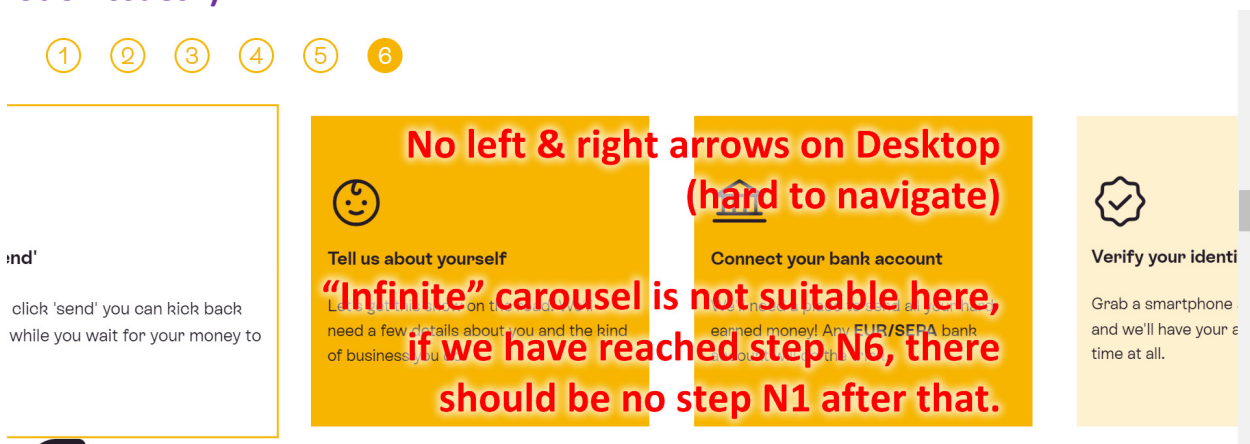 1 2 3 4 5 6
No left & right arrows on Desktop
(hard to navigate)
end'
click 'send' you can kick back
while you wait for your money to
Tell us about yourself
on the
need a few details about you and the kind
of business you
Connect your bank account
earned money! Any EUR/SEPA bank
“Infinite” carousel is not suitable here,
if we have reached step N6, there
should be no step N1 after that.
Verify your identi
Grab a smartphone
and we'll have your a
time at all.